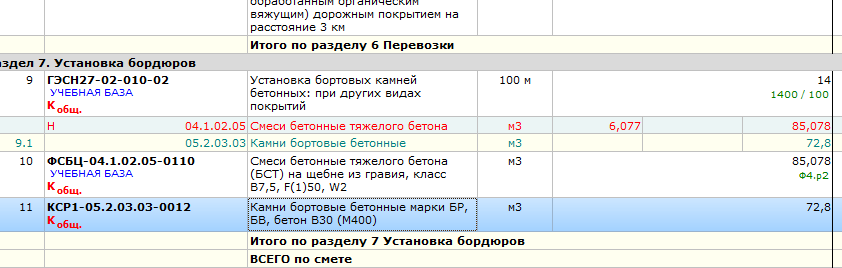 обработанным органическим
вяжущим) дорожным покрытием на
расстояние 3 км
Итого по разделу 6 Перевозки
аздел 7. Установка бордюров
9 ГЭСН27-02-010-02 Установка бортовых камней 100 м 14
УЧЕБНАЯ БАЗА бетонных: при других видах 1400 / 100
К общ. покрытий
Н 04.1.02.05 Смеси бетонные тяжелого бетона м3 6,077 85,078
9.1 05.2.03.03 Камни бортовые бетонные м3 72,8
10 ФСБЦ-04.1.02.05-0110 Смеси бетонные тяжелого бетона м3 85,078
УЧЕБНАЯ БАЗА (БСТ) на щебне из гравия, класс Ф4.р2
К общ. В7,5, F(1)50, W2
11 КСР1-05.2.03.03-0012 Камни бортовые бетонные марки БР, м3 72,8
К общ. БВ, бетон В30 (М400)
Итого по разделу 7 Установка бордюров
ВСЕГО по смете